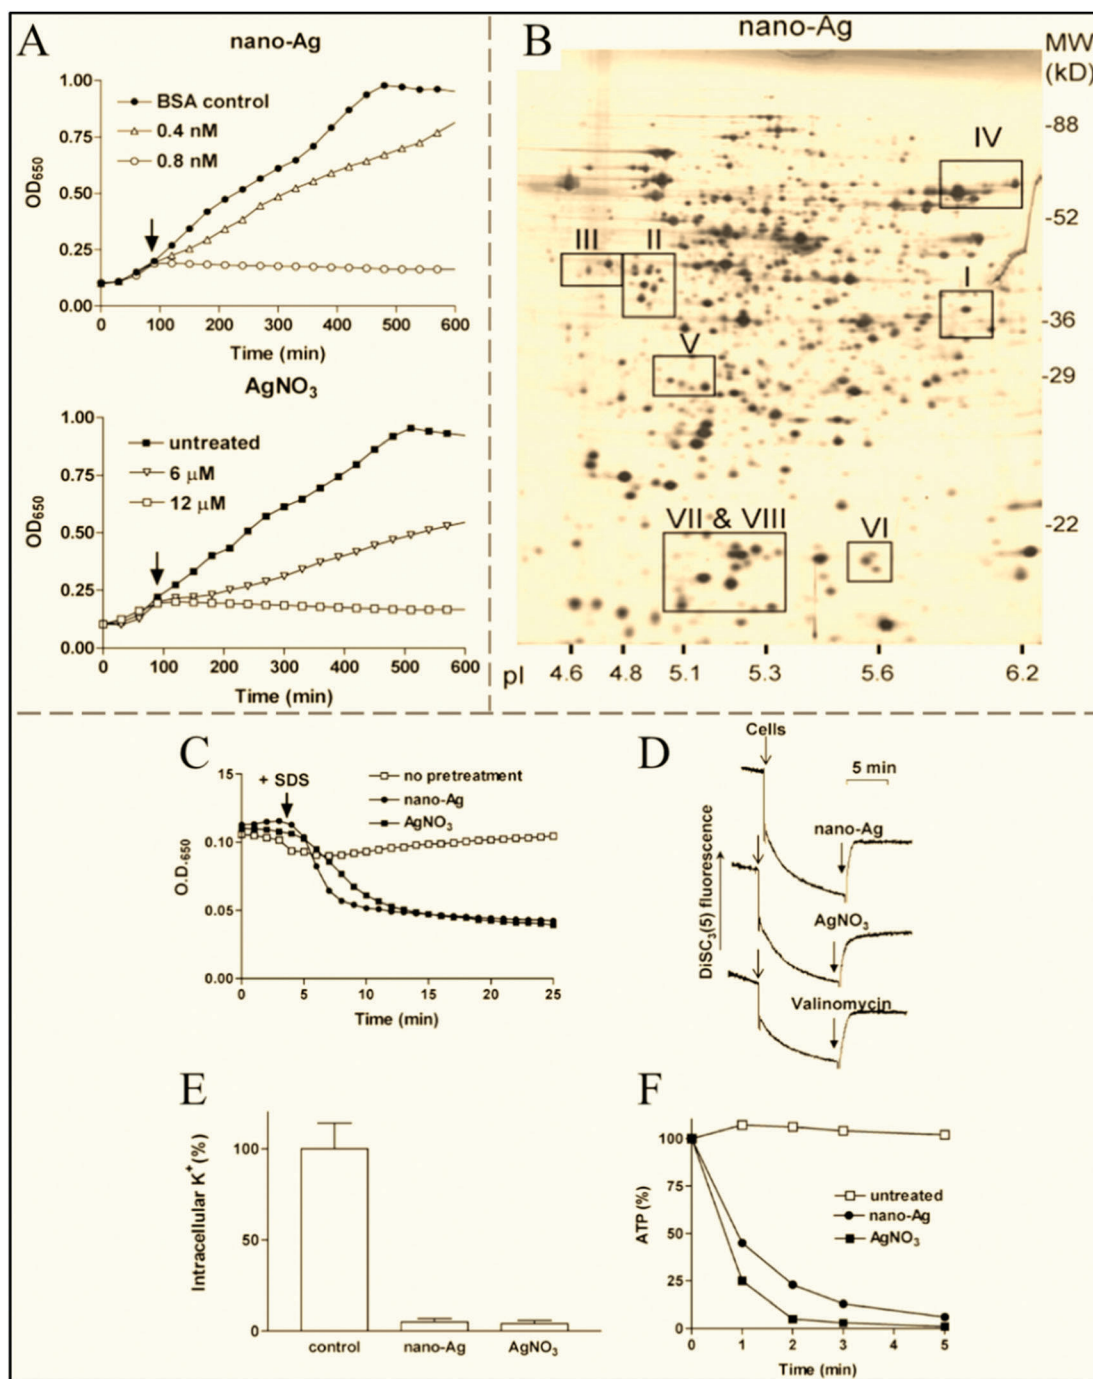 A
nano-Ag
OD650
1.00
0.75
0.50
0.25
0.00
BSA control
0.4 nM
0.8 nM
0 100 200 300 400 500 600
Time (min)
AgNO3
OD650
1.00
0.75
0.50
0.25
0.00
untreated
6 μM
12 μM
0 100 200 300 400 500 600
Time (min)
B
nano-Ag
MW
(kD)
-88
-52
-36
-29
-22
IV
III II
I
V
VII & VIII
VI
pI 4.6 4.8 5.1 5.3 5.6 6.2
C
+ SDS
no pretreatment
nano-Ag
AgNO3
O.D.650
15
0.10
0.05
0.00
0 5 10 15 20 25
Time (min)
D
Cells
5 min
nano-Ag
AgNO3
Valinomycin
DiSC3(5) fluorescence
E
Intracellular K+ (%)
100
50
0
control nano-Ag AgNO3
F
ATP (%)
100
75
50
25
0
untreated
nano-Ag
AgNO3
0 1 2 3 4 5
Time (min)